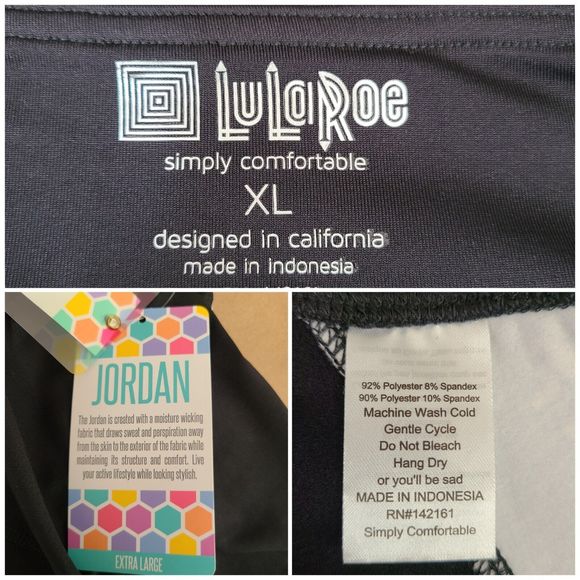 LuLaRoe
simply comfortable
XL
designed in california
made in Indonesia
JORDAN
The Jordan is created with a moisture wicking
fabric that draws sweat and perspiration away
from the skin to the exterior of the fabric while
maintaining its structure and comfort. Live
your active lifestyle while looking stylish.
EXTRA LARGE
92% Polyester 8% Spandex
90% Polyester 10% Spandex
Machine Wash Cold
Gentle Cycle
Do Not Bleach
Hang Dry
or you'll be sad
MADE IN INDONESIA
RN#142161
Simply Comfortable